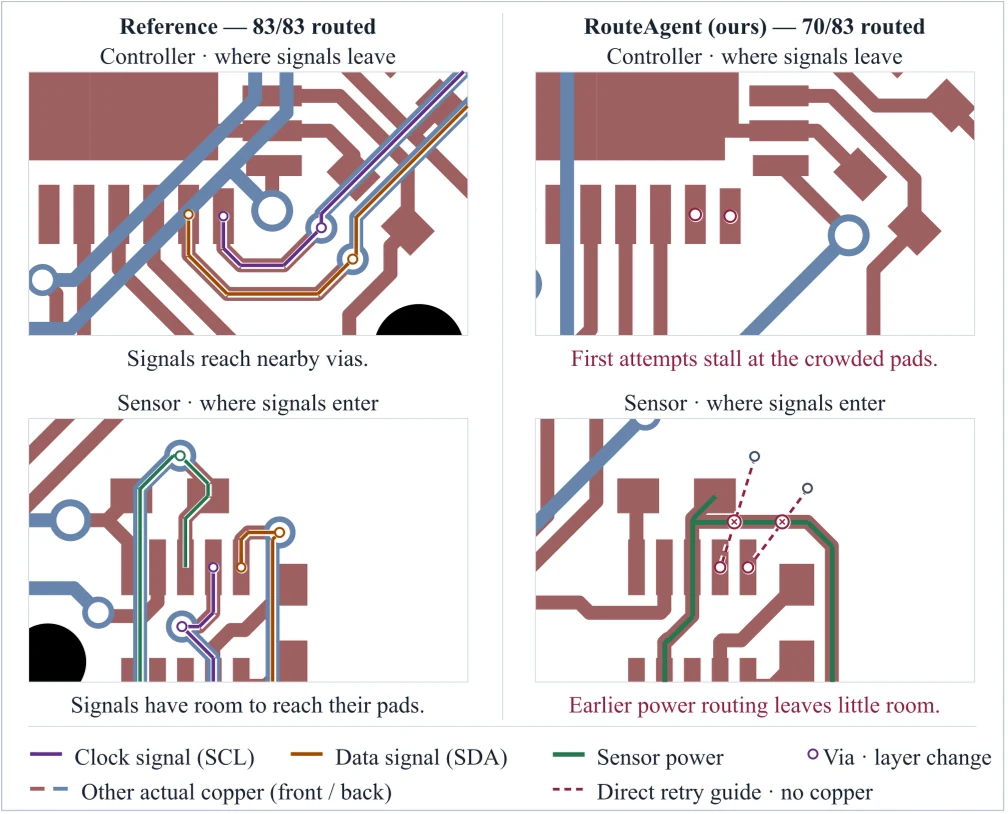 Reference — 83/83 routed
Controller · where signals leave
Signals reach nearby vias.
Sensor · where signals enter
Signals have room to reach their pads.
RouteAgent (ours) — 70/83 routed
Controller · where signals leave
First attempts stall at the crowded pads.
Sensor · where signals enter
Earlier power routing leaves little room.
Clock signal (SCL)
Data signal (SDA)
Sensor power
Via · layer change
Other actual copper (front / back)
Direct retry guide · no copper